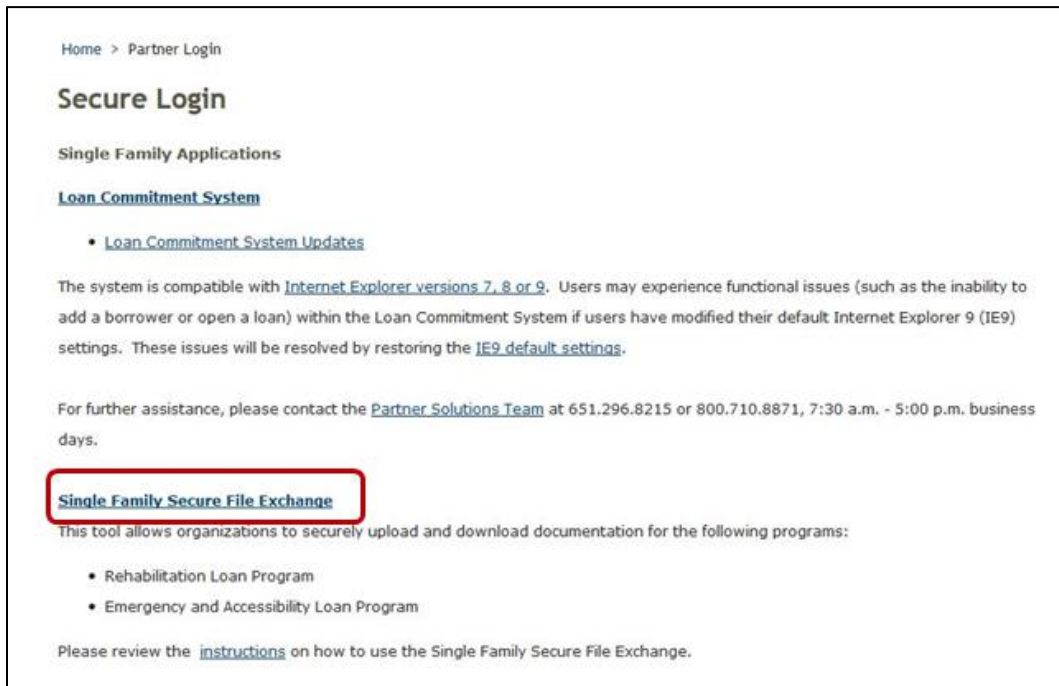 Home > Partner Login
Secure Login
Single Family Applications
Loan Commitment System
• Loan Commitment System Updates
The system is compatible with Internet Explorer versions 7, 8 or 9. Users may experience functional issues (such as the inability to
add a borrower or open a loan) within the Loan Commitment System if users have modified their default Internet Explorer 9 (IE9)
settings. These issues will be resolved by restoring the IE9 default settings.
For further assistance, please contact the Partner Solutions Team at 651.296.8215 or 800.710.8871, 7:30 a.m. - 5:00 p.m. business
days.
Single Family Secure File Exchange
This tool allows organizations to securely upload and download documentation for the following programs:
• Rehabilitation Loan Program
• Emergency and Accessibility Loan Program
Please review the instructions on how to use the Single Family Secure File Exchange.